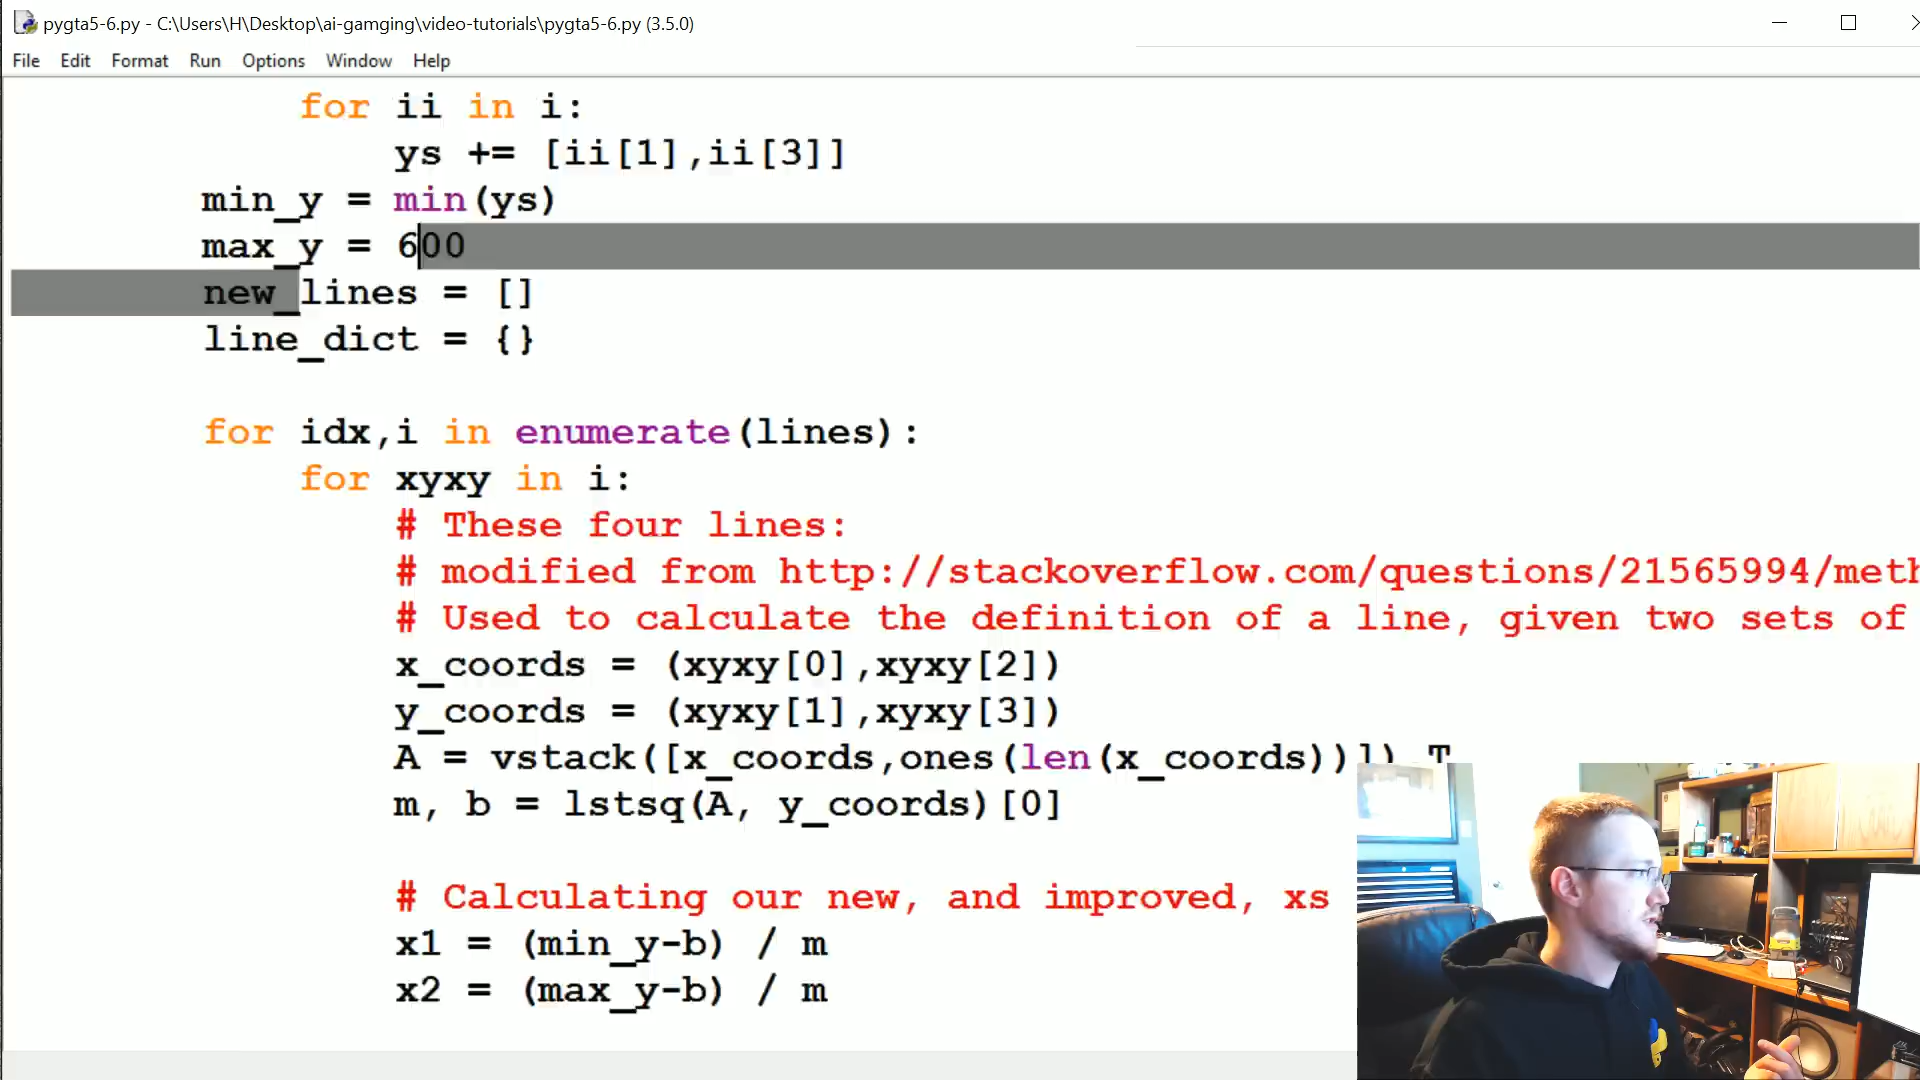 pygta5-6.py - C:\Users\H\Desktop\ai-gamging\video-tutorials\pygta5-6.py (3.5.0)
File Edit Format Run Options Window Help
for ii in i:
ys += [ii[1],ii[3]]
min_y = min(ys)
max_y = 600
new_lines = []
line_dict = {}
for idx,i in enumerate(lines):
for xyxy in i:
# These four lines:
# modified from http://stackoverflow.com/questions/21565994/meth
# Used to calculate the definition of a line, given two sets of
x_coords = (xyxy[0],xyxy[2])
y_coords = (xyxy[1],xyxy[3])
A = vstack([x_coords,ones(len(x_coords))]).T
m, b = lstsq(A, y_coords)[0]
# Calculating our new, and improved, xs
x1 = (min_y-b) / m
x2 = (max_y-b) / m